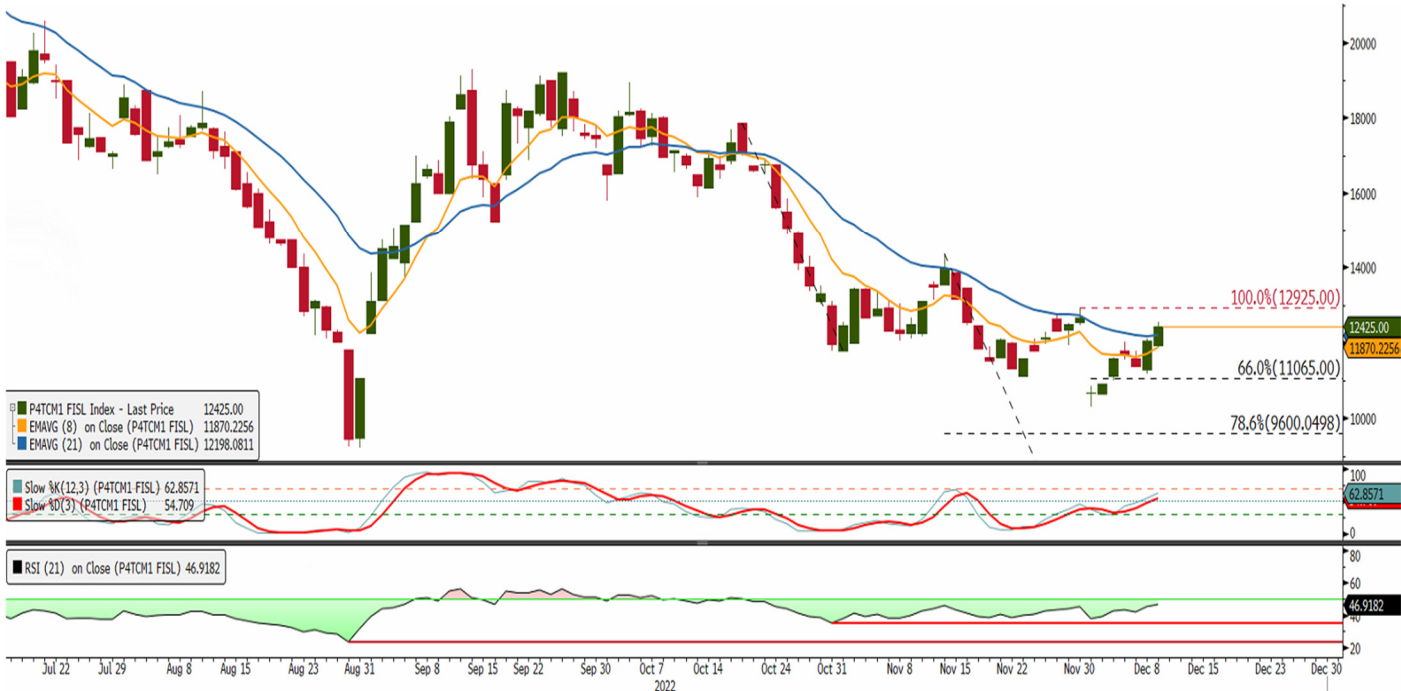 20000
18000
16000
14000
100.0%(12925.00)
12425.00
11870.2256
66.0%(11065.00)
10000
78.6%(9600.0498)
P4TCM1 FISL Index - Last Price 12425.00
EMAVG (8) on Close (P4TCM1 FISL) 11870.2256
EMAVG (21) on Close (P4TCM1 FISL) 12198.0811
100
Slow %K(12,3) (P4TCM1 FISL) 62.8571
Slow %D(3) (P4TCM1 FISL) 54.709
62.8571
0
80
RSI (21) on Close (P4TCM1 FISL) 46.9182
60
46.9182
40
20
Jul 22 Jul 29 Aug 8 Aug 15 Aug 23 Aug 31 Sep 8 Sep 15 Sep 22 Sep 30 Oct 7 Oct 14 Oct 24 Oct 31 Nov 8 Nov 15 Nov 22 Nov 30 Dec 8 Dec 15 Dec 23 Dec 30
2022